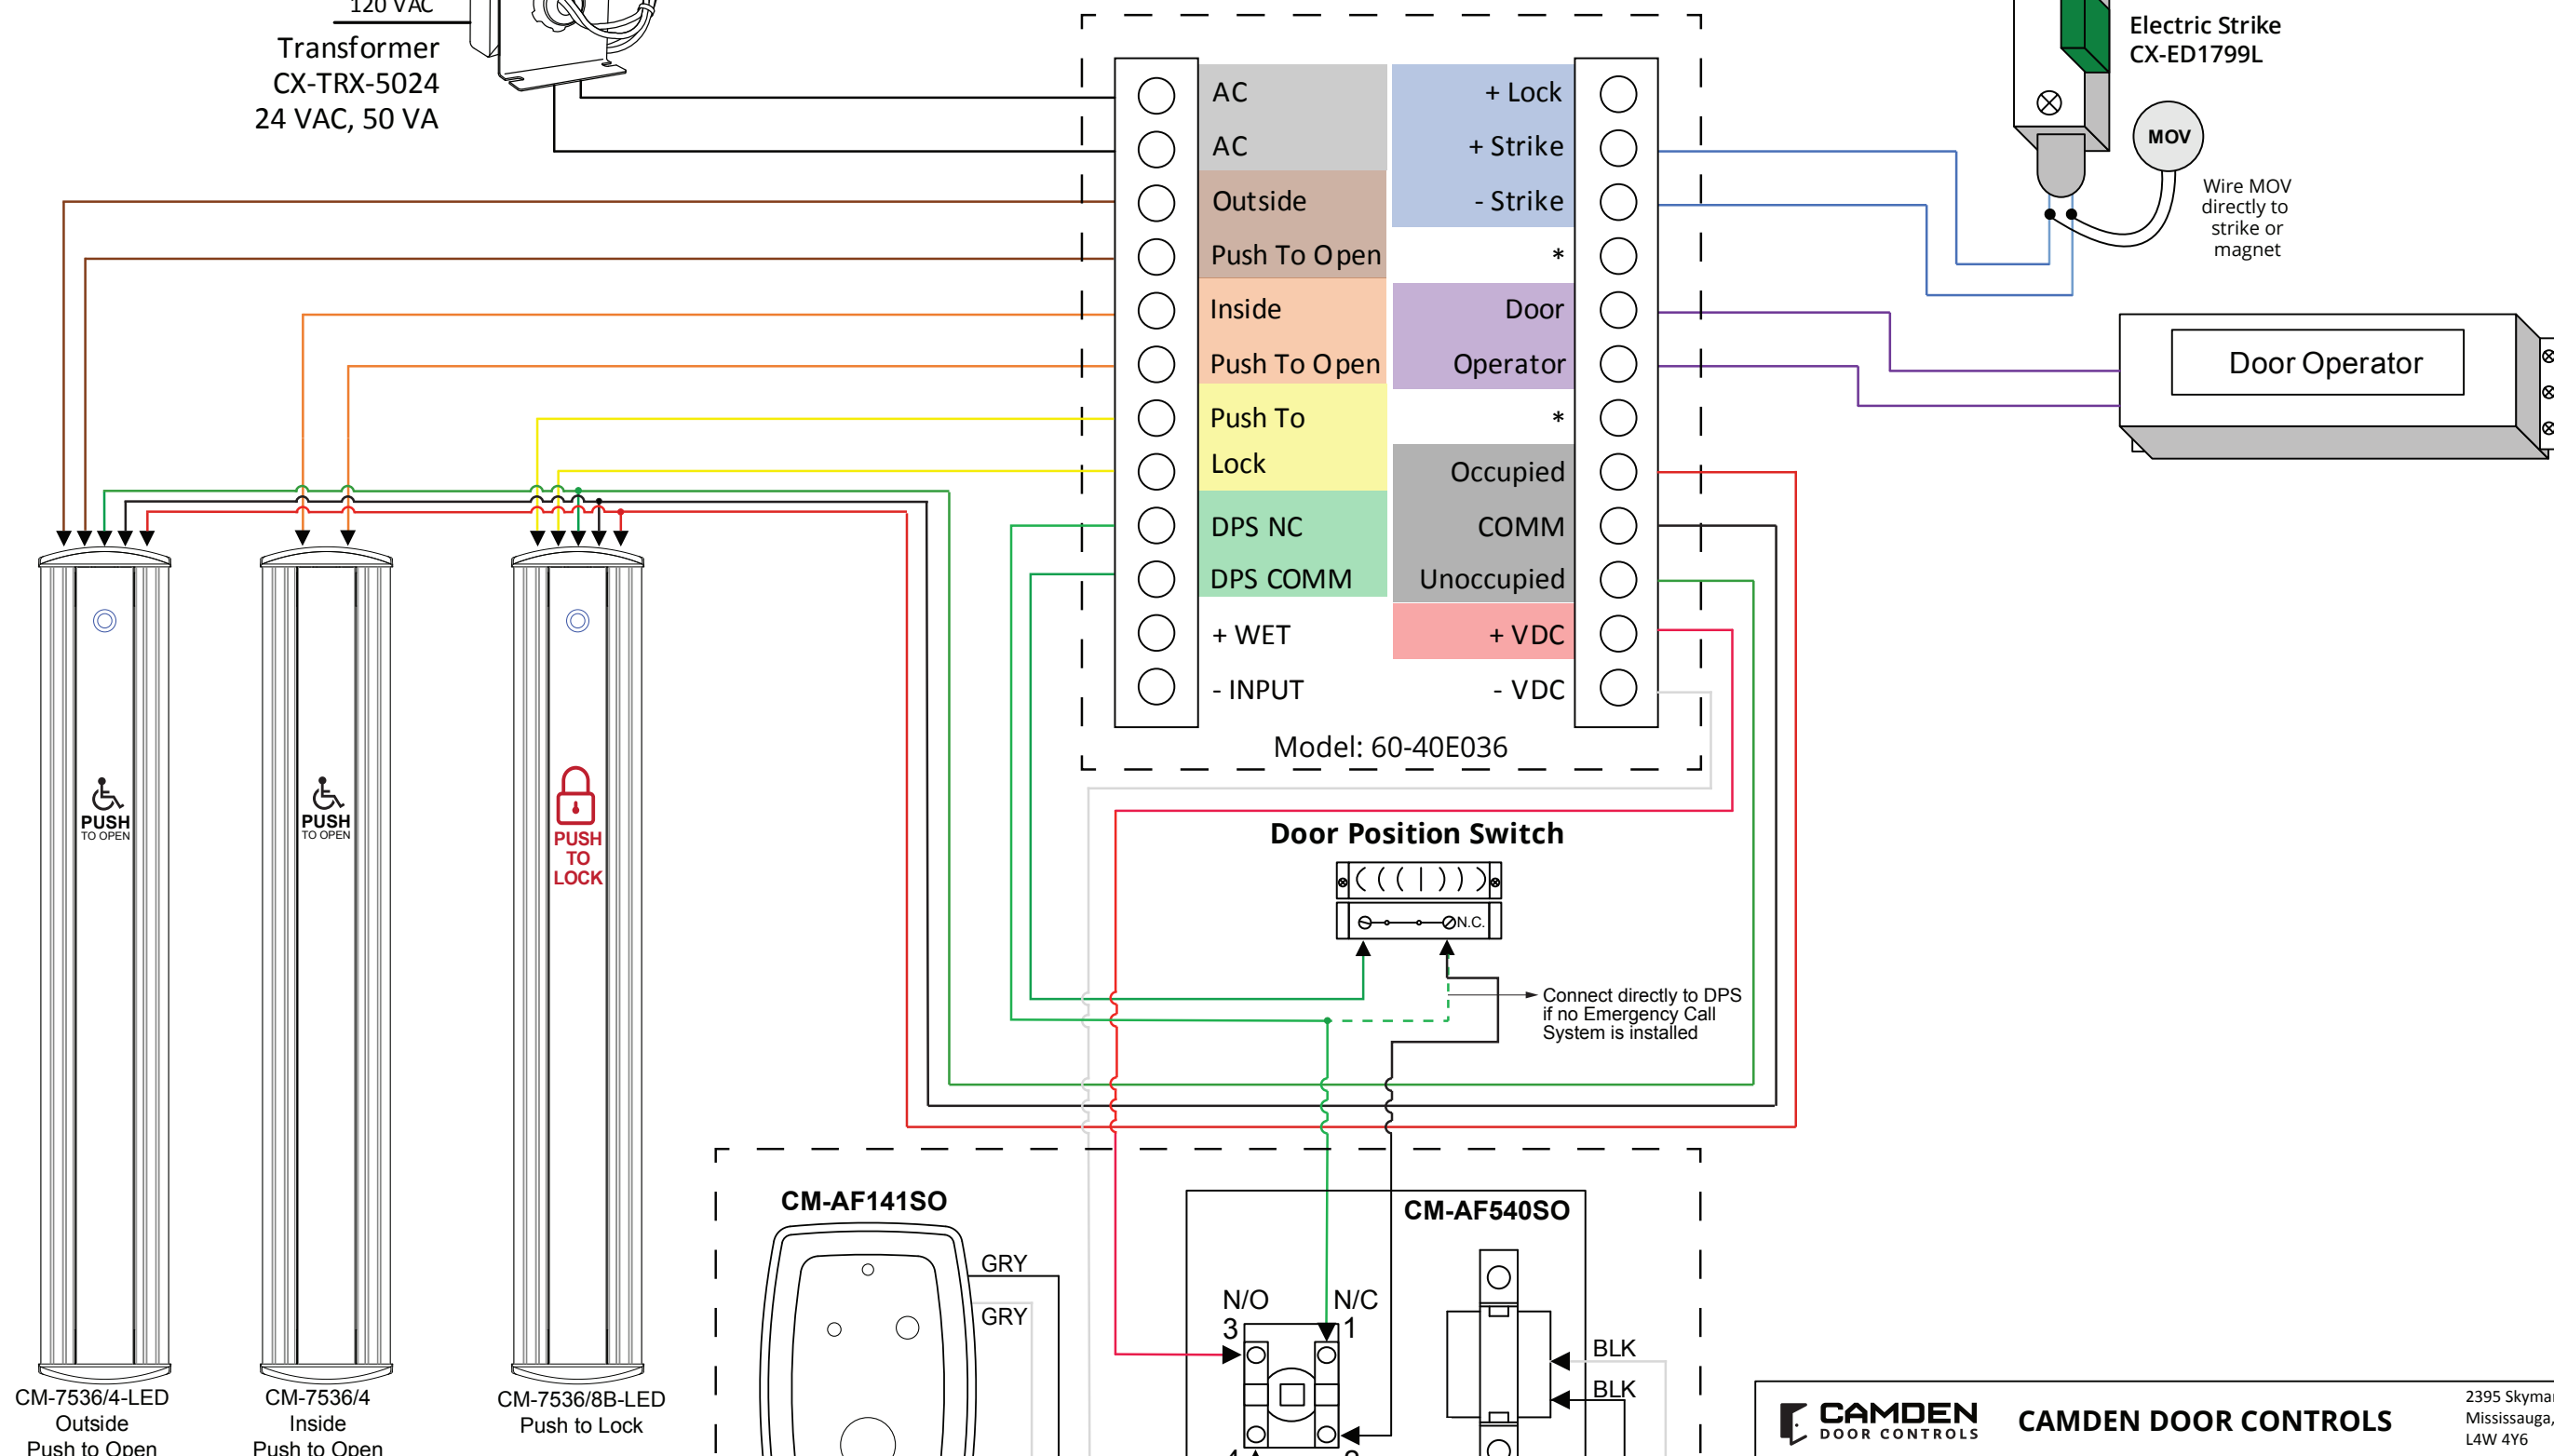 120 VAC
Transformer
CX-TRX-5024
24 VAC, 50 VA
AC
AC
Outside
Push To Open
Inside
Push To Open
Push To
Lock
DPS NC
DPS COMM
+ WET
- INPUT
+ Lock
+ Strike
- Strike
*
Door
Operator
*
Occupied
COMM
Unoccupied
+ VDC
- VDC
Model: 60-40E036
Electric Strike
CX-ED1799L
MOV
Wire MOV
directly to
strike or
magnet
Door Operator
PUSH
TO OPEN
PUSH
TO OPEN
PUSH
TO
LOCK
Door Position Switch
N.C.
Connect directly to DPS
if no Emergency Call
System is installed
CM-AF141SO
GRY
GRY
CM-AF540SO
N/O
3
N/C
1
BLK
BLK
CM-7536/4-LED
Outside
Push to Open
CM-7536/4
Inside
Push to Open
CM-7536/8B-LED
Push to Lock
CAMDEN
DOOR CONTROLS
CAMDEN DOOR CONTROLS
Mississauga,
L4W 4Y6
2395